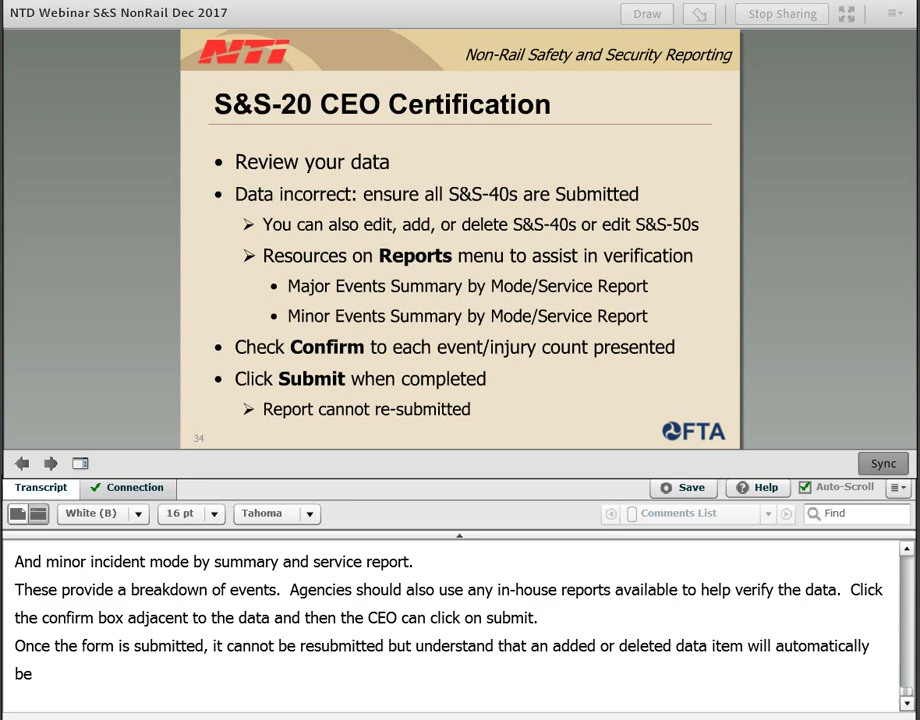 NTD Webinar S&S NonRail Dec 2017
Draw
Stop Sharing
NTI
Non-Rail Safety and Security Reporting
S&S-20 CEO Certification
• Review your data
• Data incorrect: ensure all S&S-40s are Submitted
➢ You can also edit, add, or delete S&S-40s or edit S&S-50s
➢ Resources on Reports menu to assist in verification
• Major Events Summary by Mode/Service Report
• Minor Events Summary by Mode/Service Report
• Check Confirm to each event/injury count presented
• Click Submit when completed
➢ Report cannot re-submitted
34
FTA
Sync
Transcript Connection Save Help Auto-Scroll
White (B) 16 pt Tahoma Comments List Find
And minor incident mode by summary and service report.
These provide a breakdown of events.  Agencies should also use any in-house reports available to help verify the data.  Click
the confirm box adjacent to the data and then the CEO can click on submit.
Once the form is submitted, it cannot be resubmitted but understand that an added or deleted data item will automatically
be